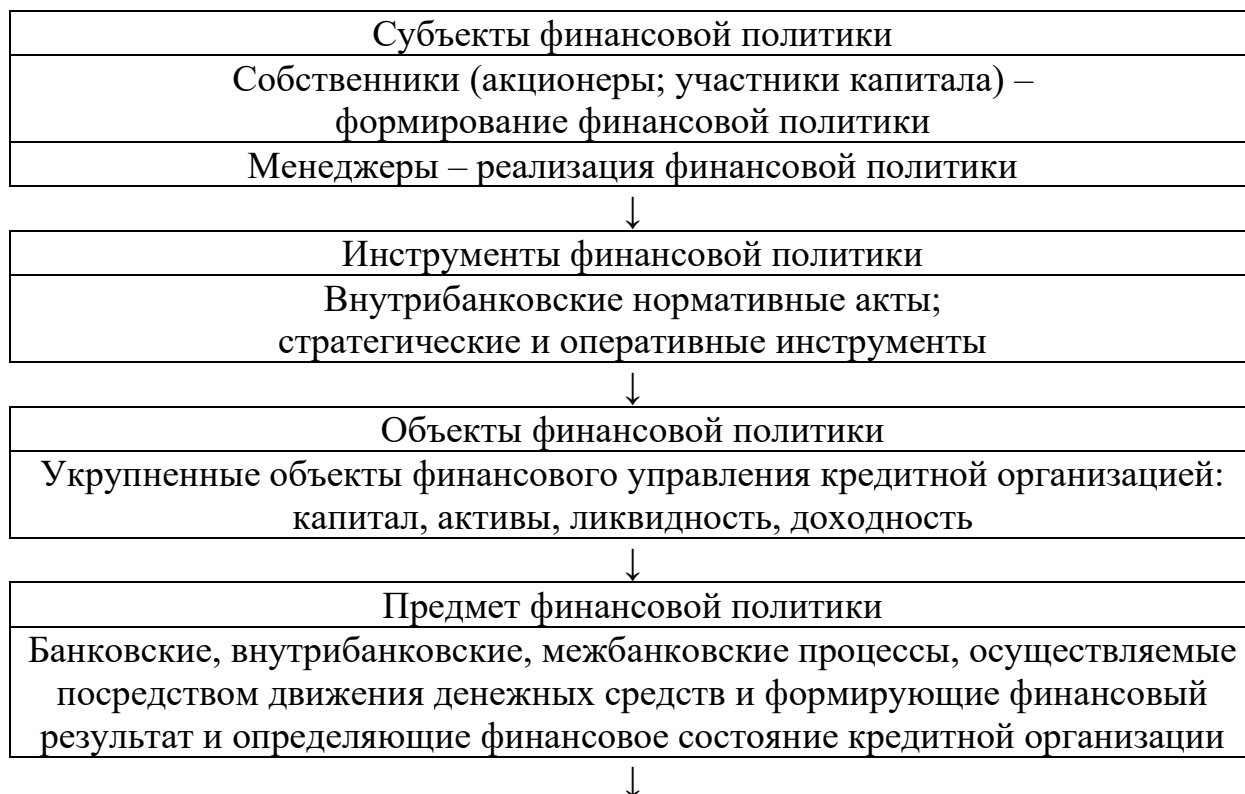 Субъекты финансовой политики
Собственники (акционеры; участники капитала) –
формирование финансовой политики
Менеджеры – реализация финансовой политики
↓
Инструменты финансовой политики
Внутрибанковские нормативные акты;
стратегические и оперативные инструменты
↓
Объекты финансовой политики
Укрупненные объекты финансового управления кредитной организацией:
капитал, активы, ликвидность, доходность
↓
Предмет финансовой политики
Банковские, внутрибанковские, межбанковские процессы, осуществляемые
посредством движения денежных средств и формирующие финансовый
результат и определяющие финансовое состояние кредитной организации
↓